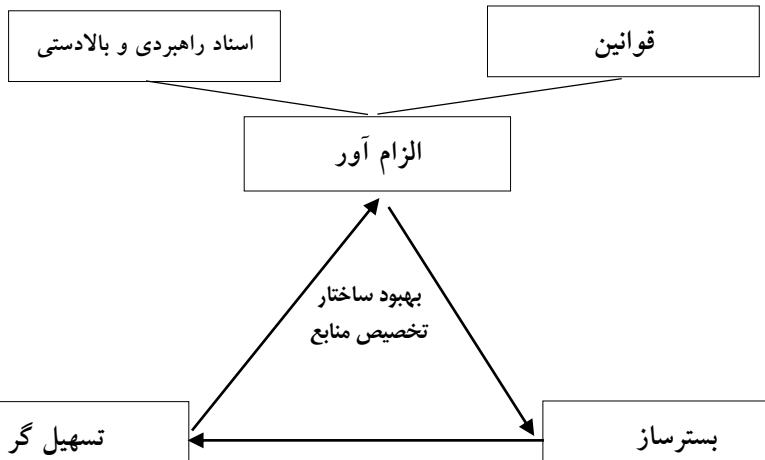 قوانین
اسناد راهبردی و بالادستی
الزام آور
بهبود ساختار
تخصیص منابع
بسترساز
تسهیل گر